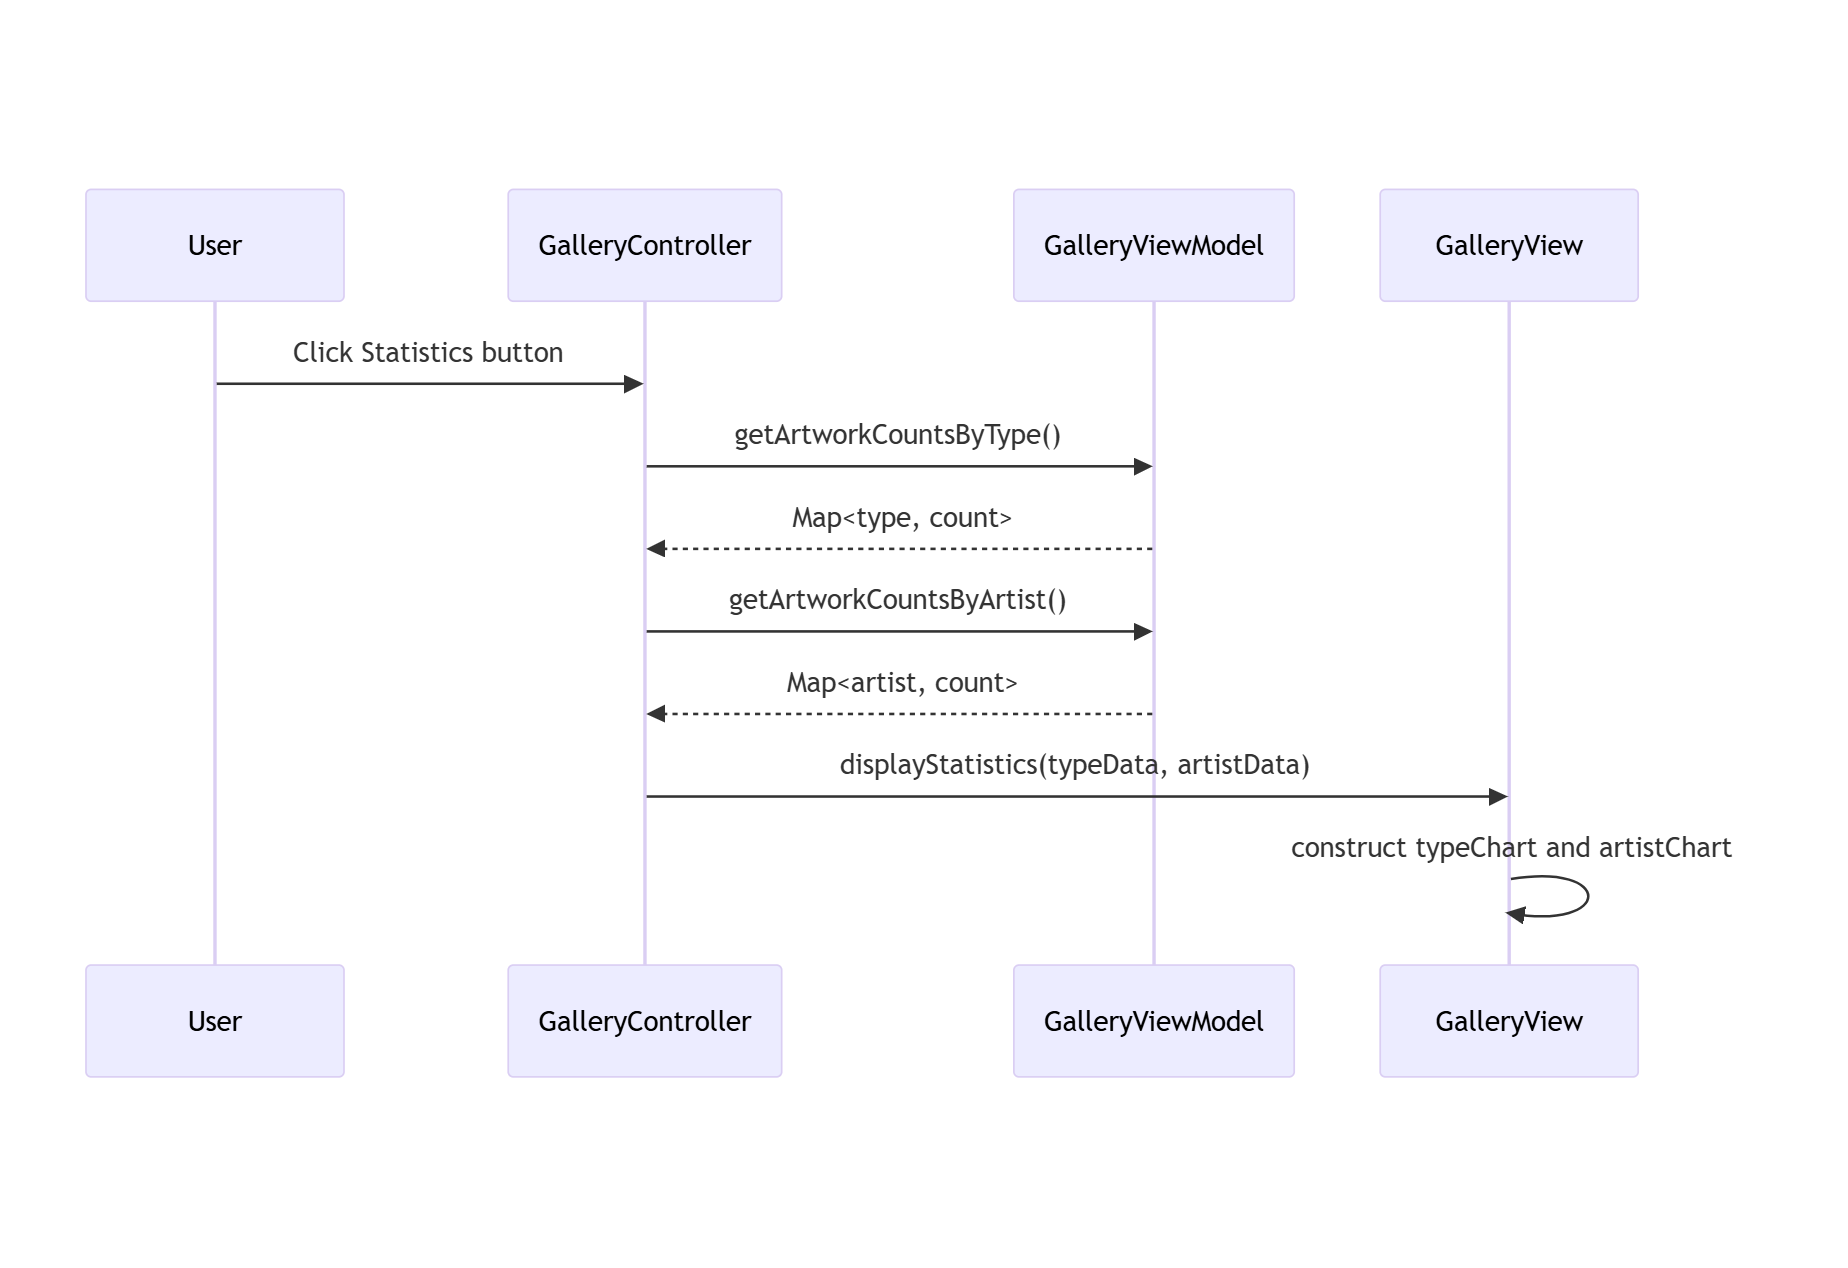 User
GalleryController
GalleryViewModel
GalleryView
Click Statistics button
getArtworkCountsByType()
Map<type, count>
getArtworkCountsByArtist()
Map<artist, count>
displayStatistics(typeData, artistData)
construct typeChart and artistChart
User
GalleryController
GalleryViewModel
GalleryView